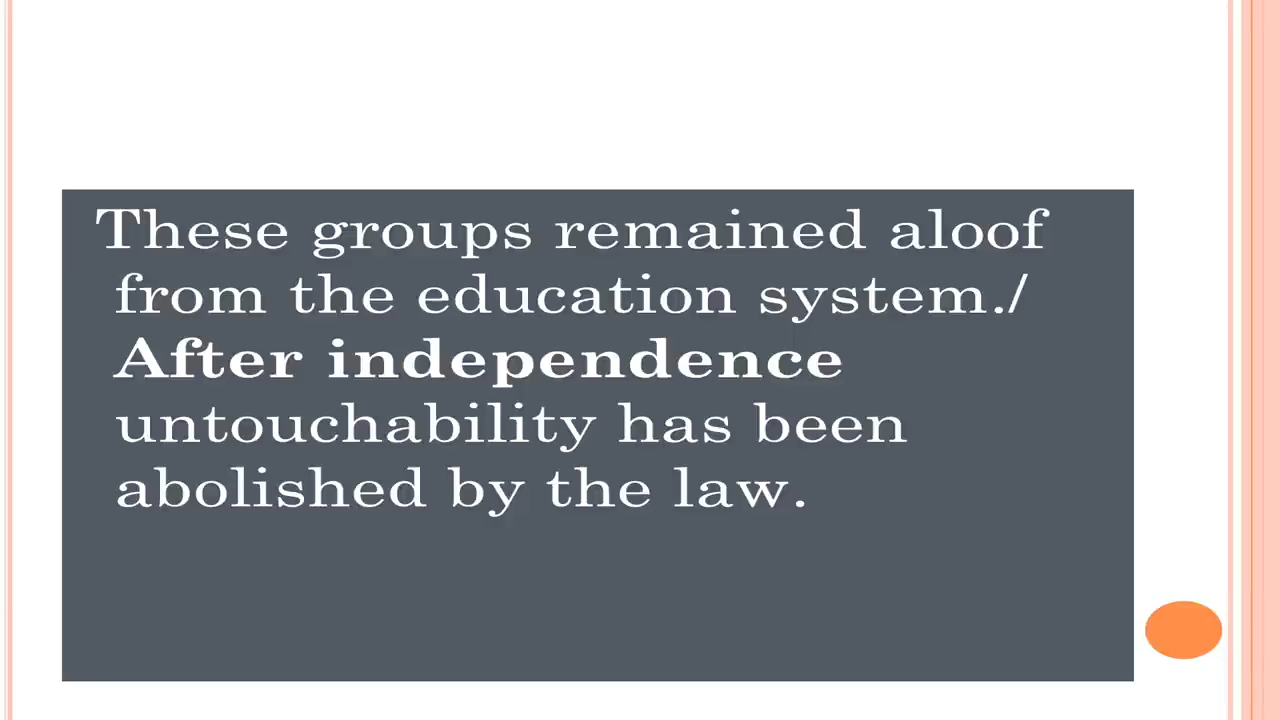 These groups remained aloof
from the education system./
After independence
untouchability has been
abolished by the law.